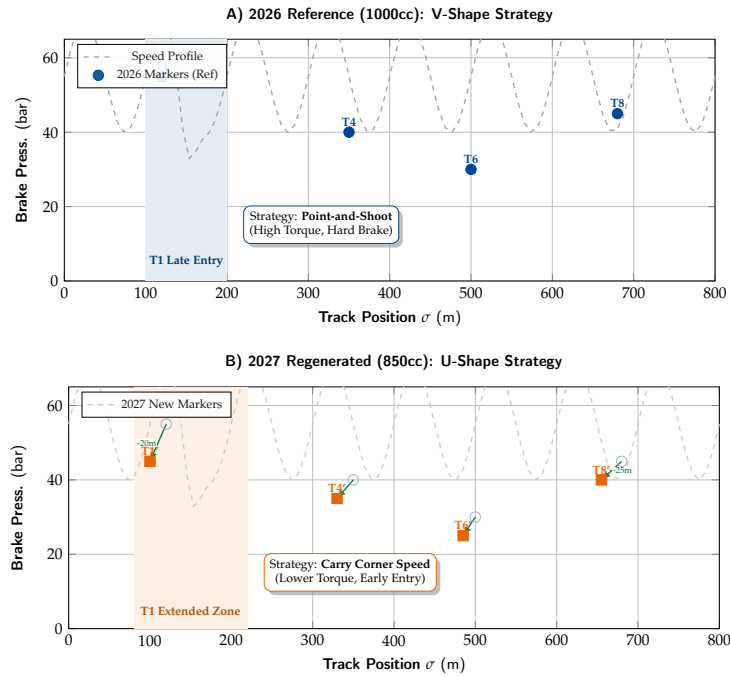 A) 2026 Reference (1000cc): V-Shape Strategy
Brake Press. (bar)
60
40
20
0
Speed Profile
2026 Markers (Ref)
T4
T6
T8
Strategy: Point-and-Shoot
(High Torque, Hard Brake)
T1 Late Entry
0 100 200 300 400 500 600 700 800
Track Position σ (m)
B) 2027 Regenerated (850cc): U-Shape Strategy
Brake Press. (bar)
60
40
20
0
2027 New Markers
-20m
T1'
T4'
T6'
T8'
-25m
Strategy: Carry Corner Speed
(Lower Torque, Early Entry)
T1 Extended Zone
0 100 200 300 400 500 600 700 800
Track Position σ (m)